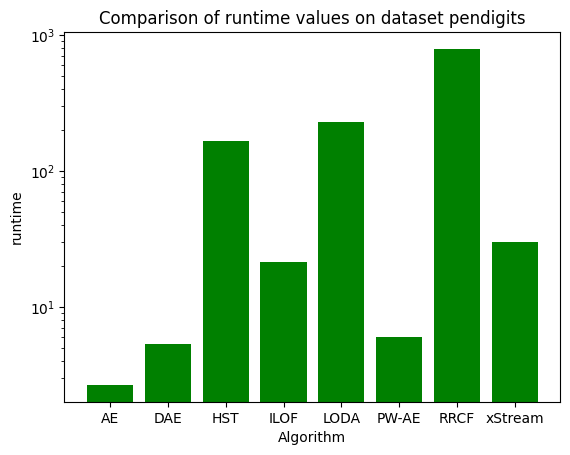 Comparison of runtime values on dataset pendigits
10³
10²
10¹
runtime
AE DAE HST ILOF LODA PW-AE RRCF xStream
Algorithm